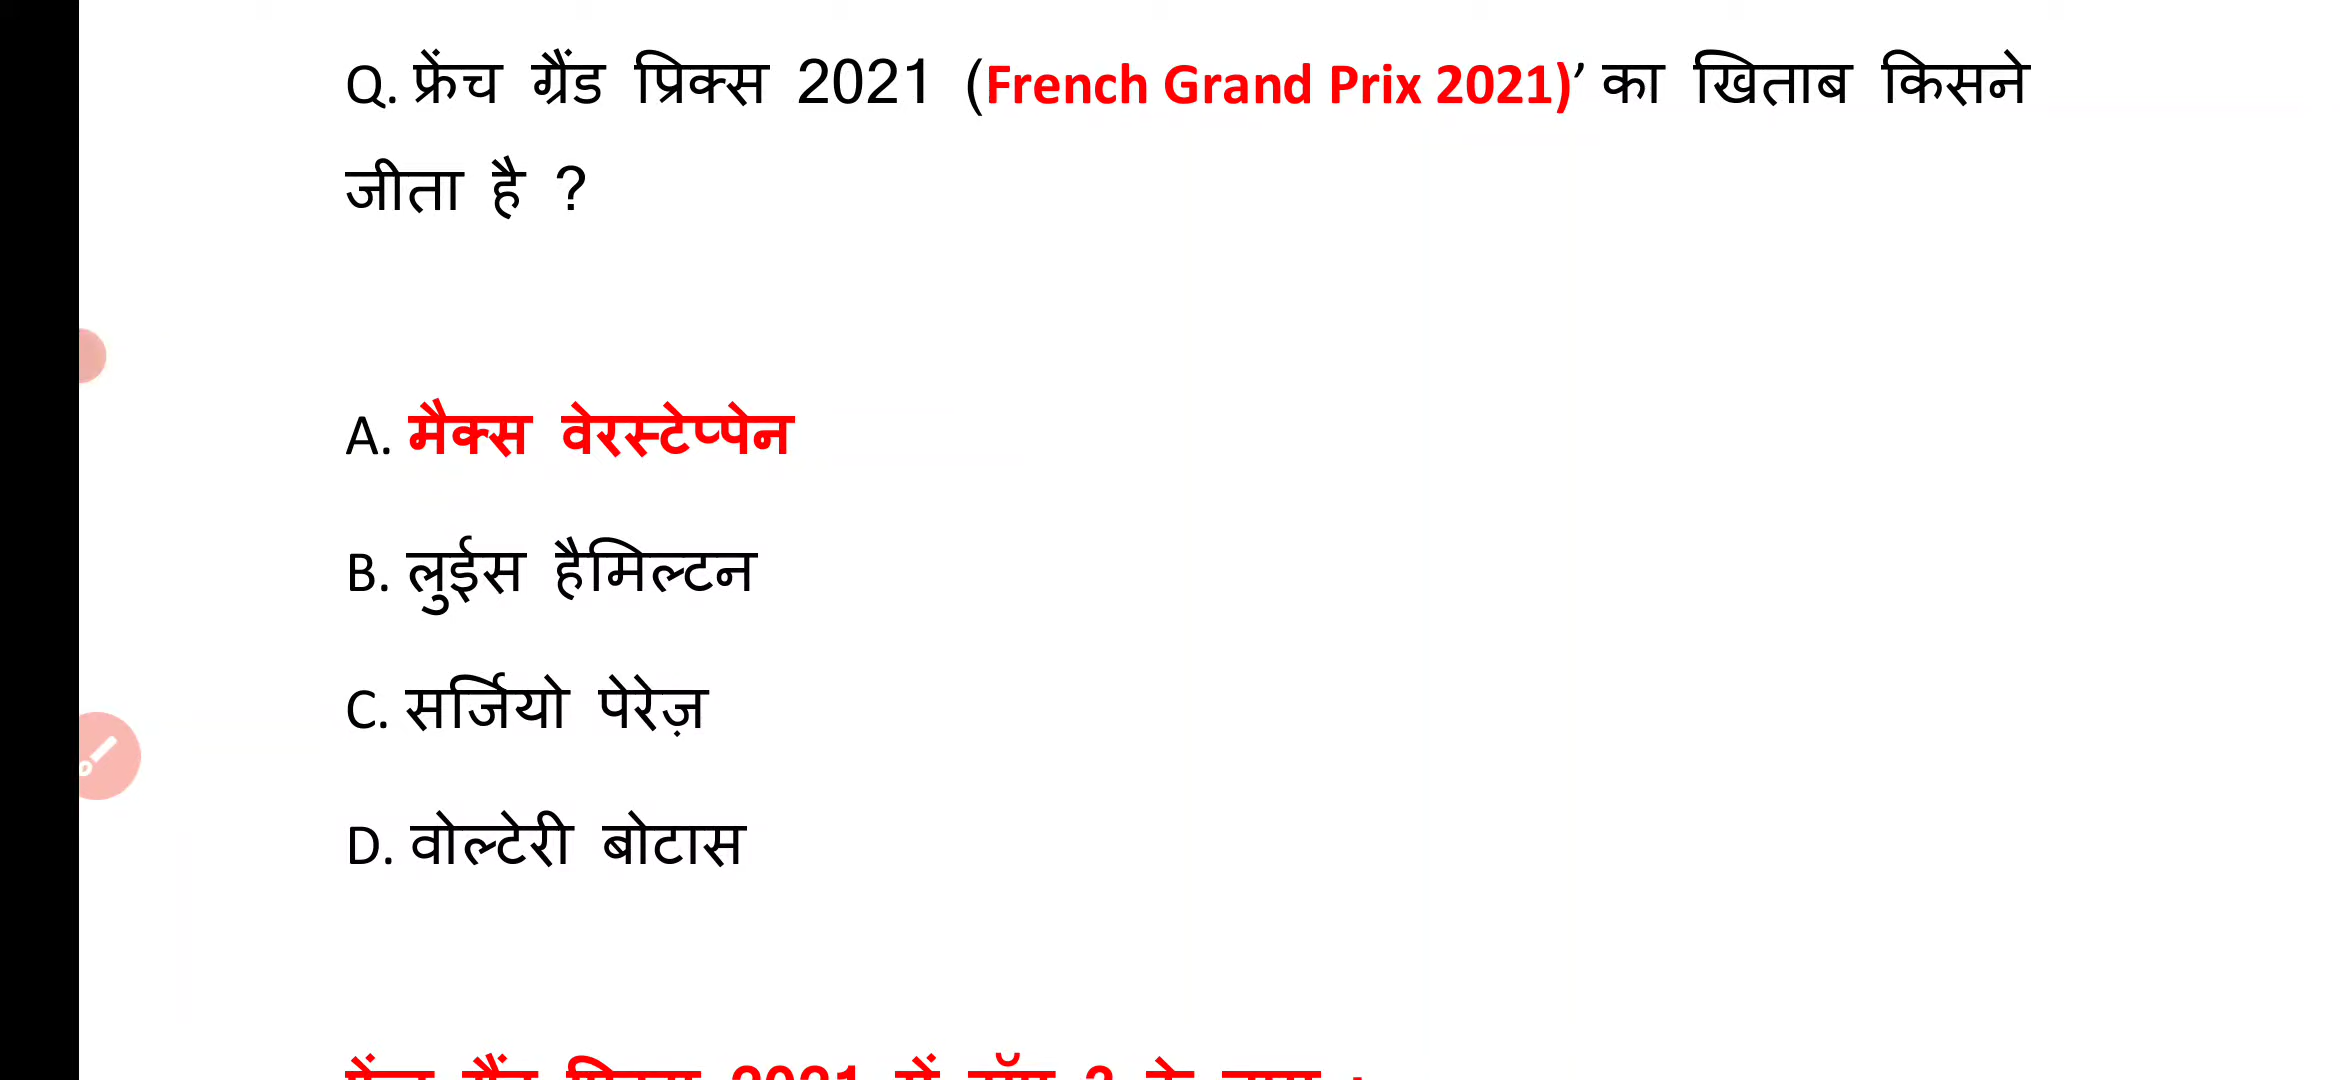 Q. फ्रेंच ग्रैंड प्रिक्स 2021 (French Grand Prix 2021)’ का खिताब किसने
जीता है ?
A. मैक्स वेरस्टेप्पेन
B. लुईस हैमिल्टन
C. सर्जियो पेरेज़
D. वोल्टेरी बोटास